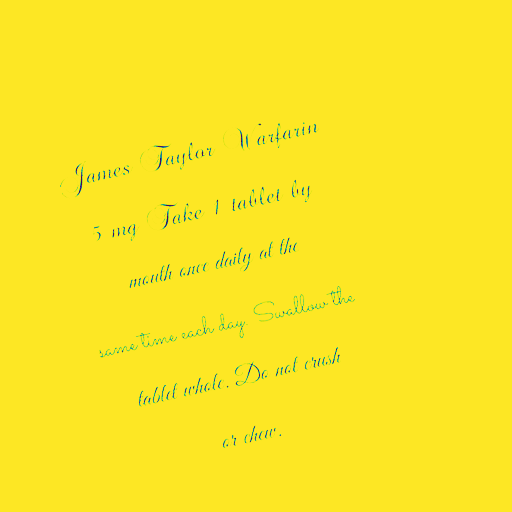 James Taylor Warfarin
5 mg Take 1 tablet by
mouth once daily at the
same time each day. Swallow the
tablet whole. Do not crush
or chew.